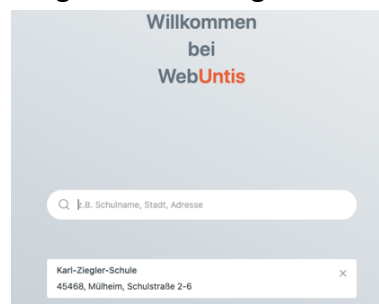 Willkommen
bei
WebUntis
z.B. Schulname, Stadt, Adresse
Karl-Ziegler-Schule
45468, Mülheim, Schulstraße 2-6